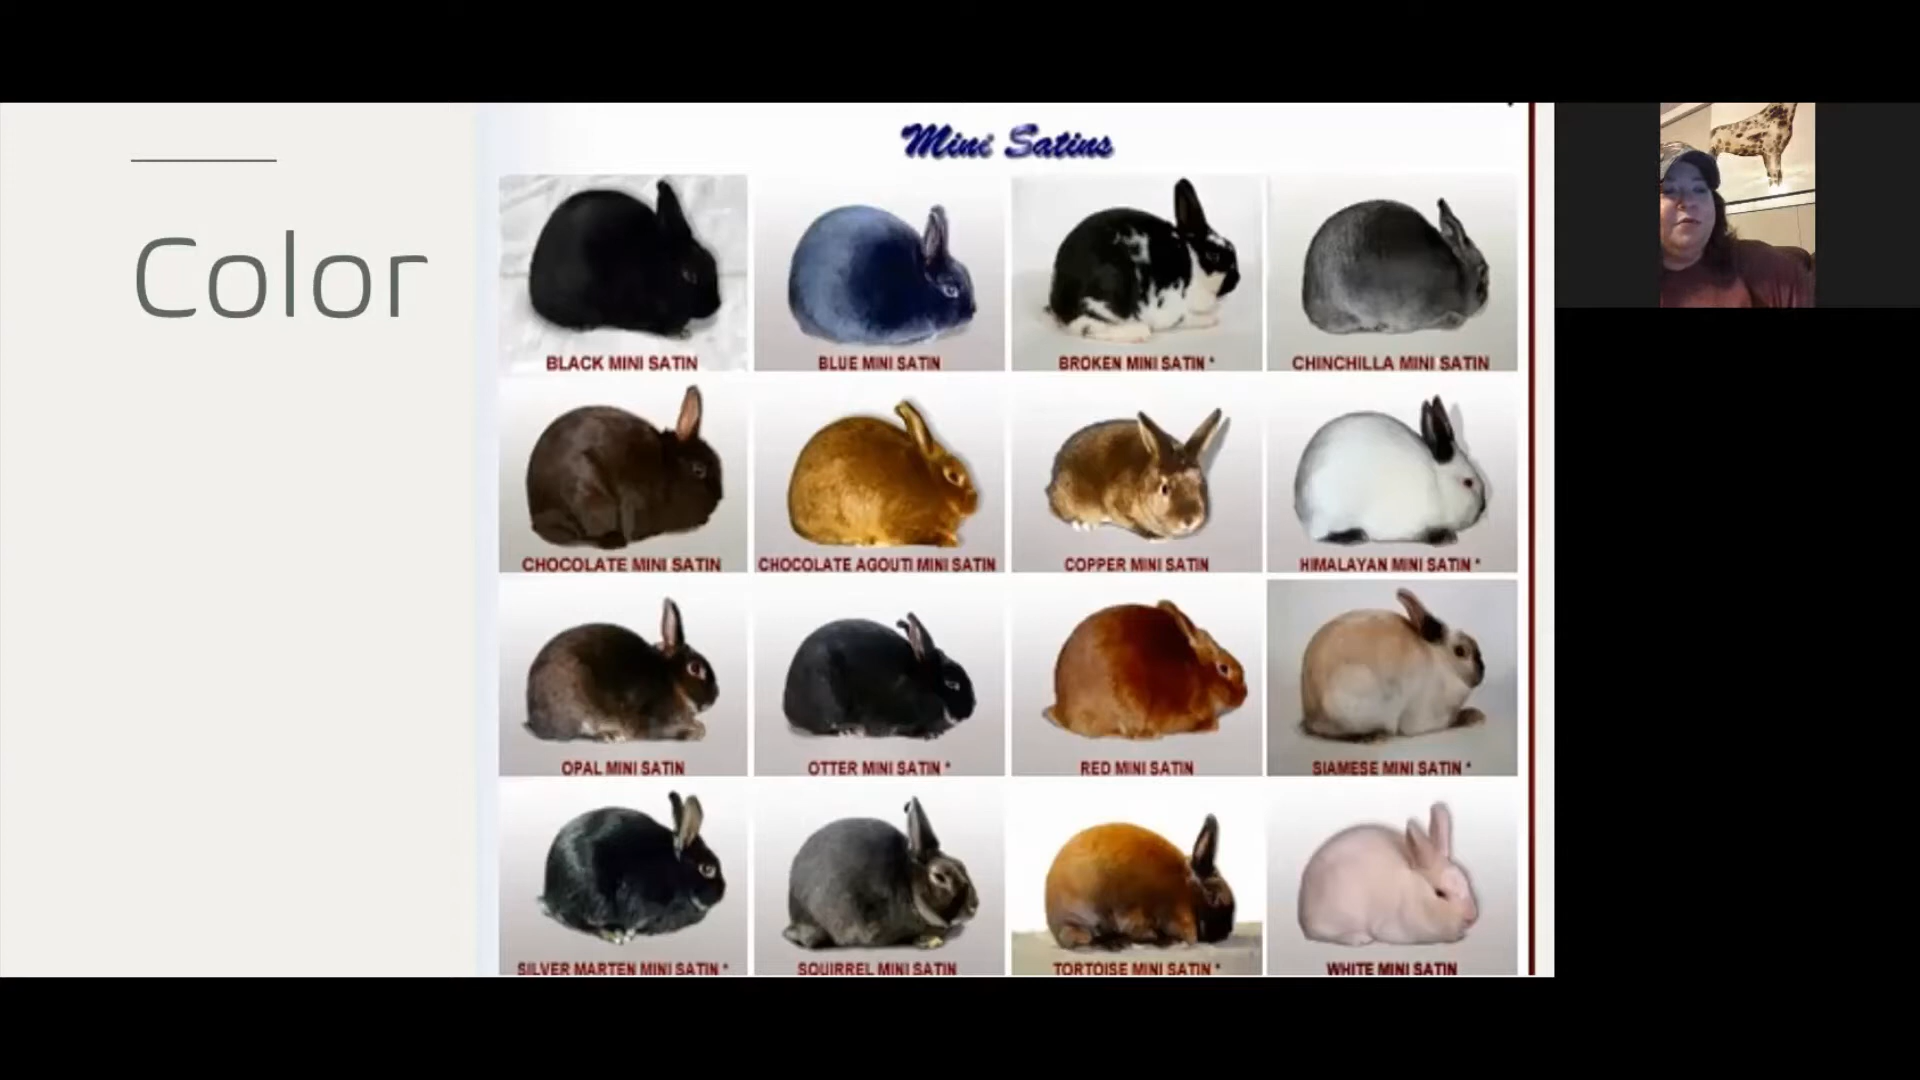 Color
Mini Satins
BLACK MINI SATIN
BLUE MINI SATIN
BROKEN MINI SATIN *
CHINCHILLA MINI SATIN
CHOCOLATE MINI SATIN
CHOCOLATE AGOUTI MINI SATIN
COPPER MINI SATIN
HIMALAYAN MINI SATIN *
OPAL MINI SATIN
OTTER MINI SATIN *
RED MINI SATIN
SIAMESE MINI SATIN *
SILVER MARTEN MINI SATIN *
SQUIRREL MINI SATIN
TORTOISE MINI SATIN *
WHITE MINI SATIN